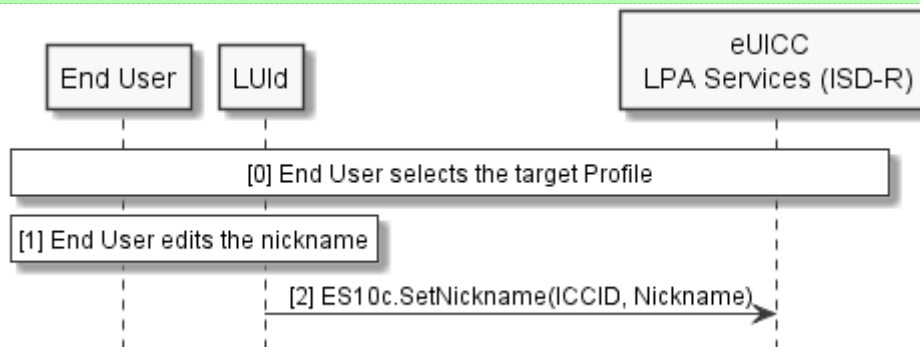 End User
LUId
eUICC
LPA Services (ISD-R)
[0] End User selects the target Profile
[1] End User edits the nickname
[2] ES10c.SetNickname(ICCID, Nickname)